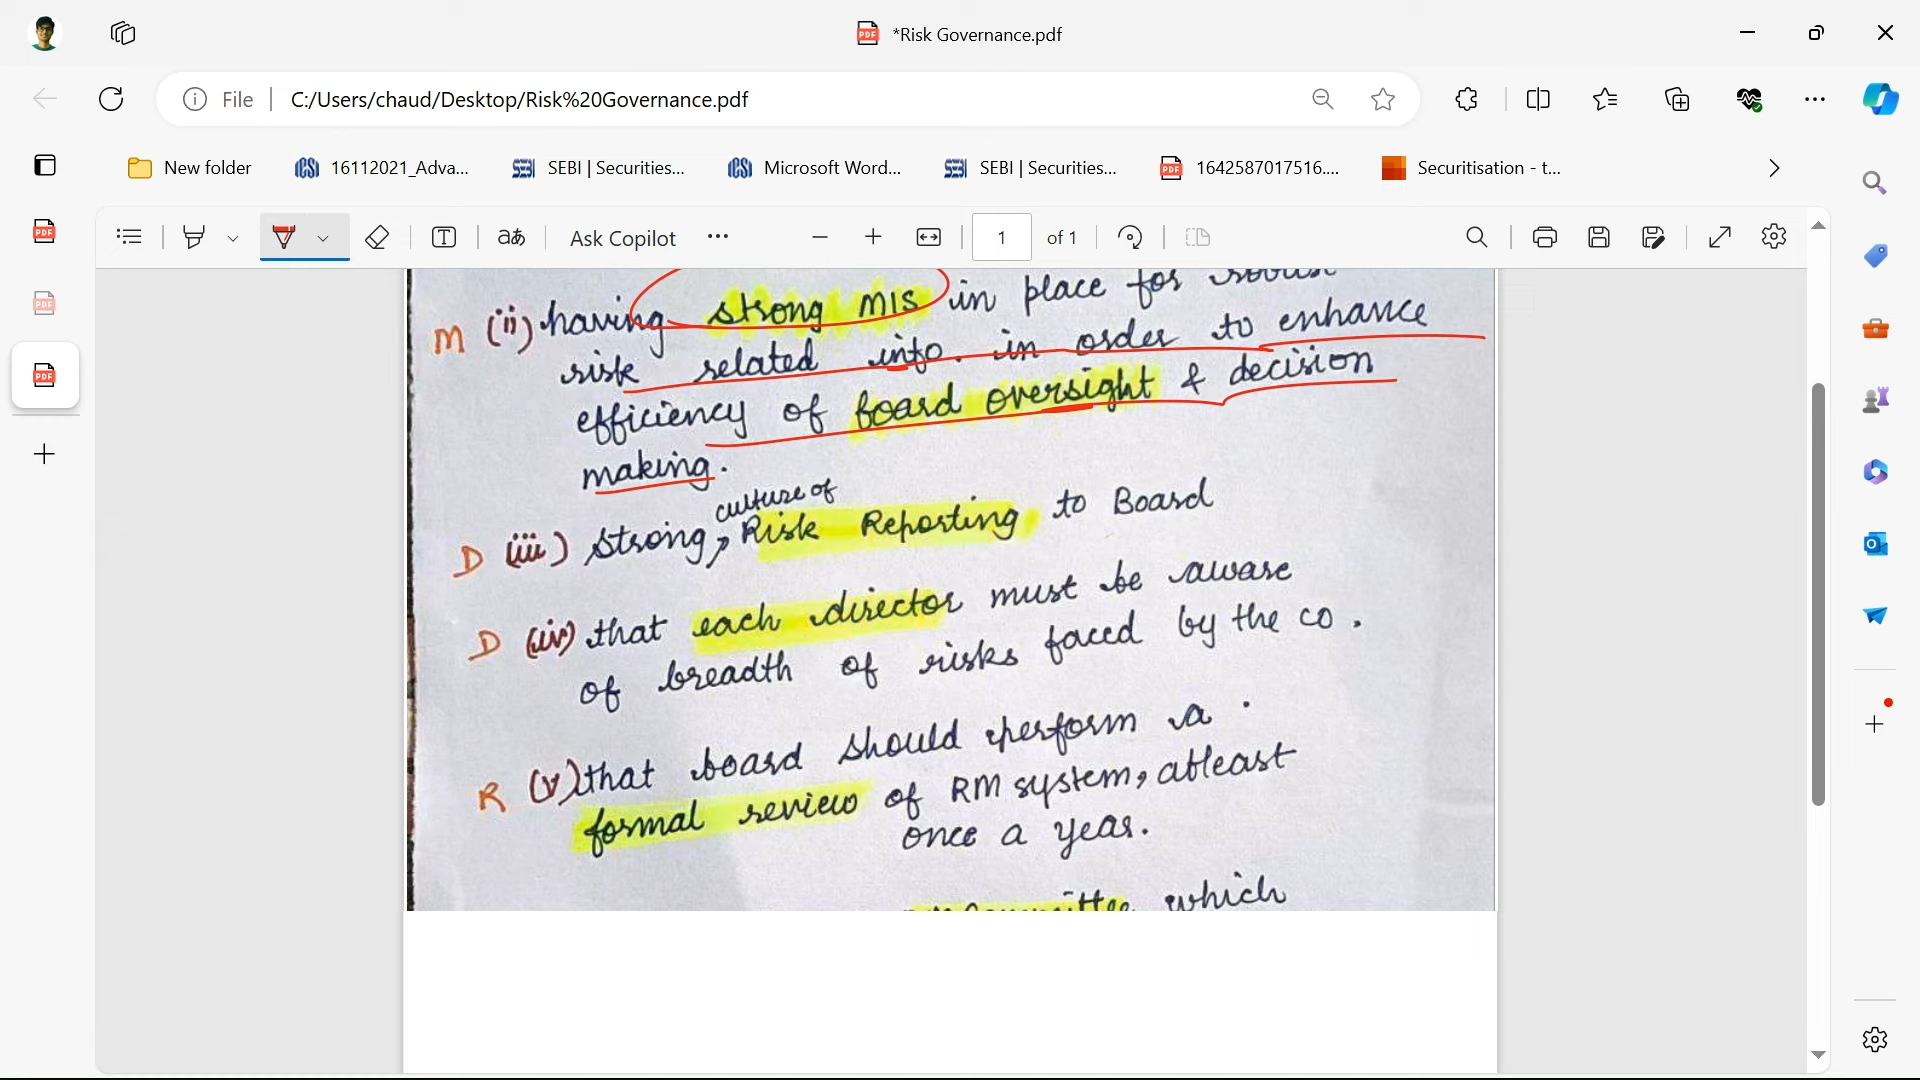 *Risk Governance.pdf
File | C:/Users/chaud/Desktop/Risk%20Governance.pdf
New folder 16112021_Adva... SEBI | Securities... Microsoft Word... SEBI | Securities... 1642587017516.... Securitisation - t...
aあ Ask Copilot ... 1 of 1
M (ii) having strong MIS in place for robust
risk related info. in order to enhance
efficiency of board oversight & decision
making.
culture of
D (iii) Strong, Risk Reporting to Board
D (iv) that each director must be aware
of breadth of risks faced by the co.
R (v) that board should perform a
formal review of RM system, atleast
once a year.
committee which